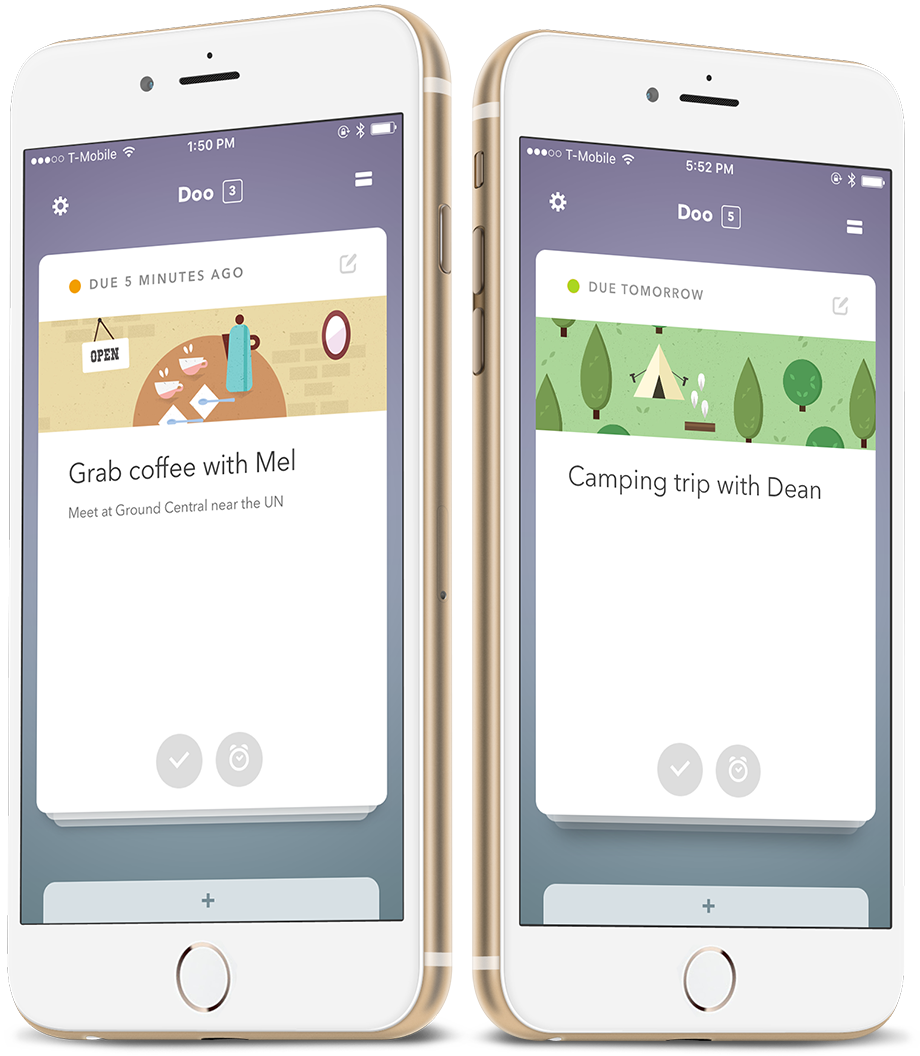 T-Mobile 1:50 PM
Doo 3
DUE 5 MINUTES AGO
OPEN
Grab coffee with Mel
Meet at Ground Central near the UN
+
T-Mobile 5:52 PM
Doo 5
DUE TOMORROW
Camping trip with Dean
+